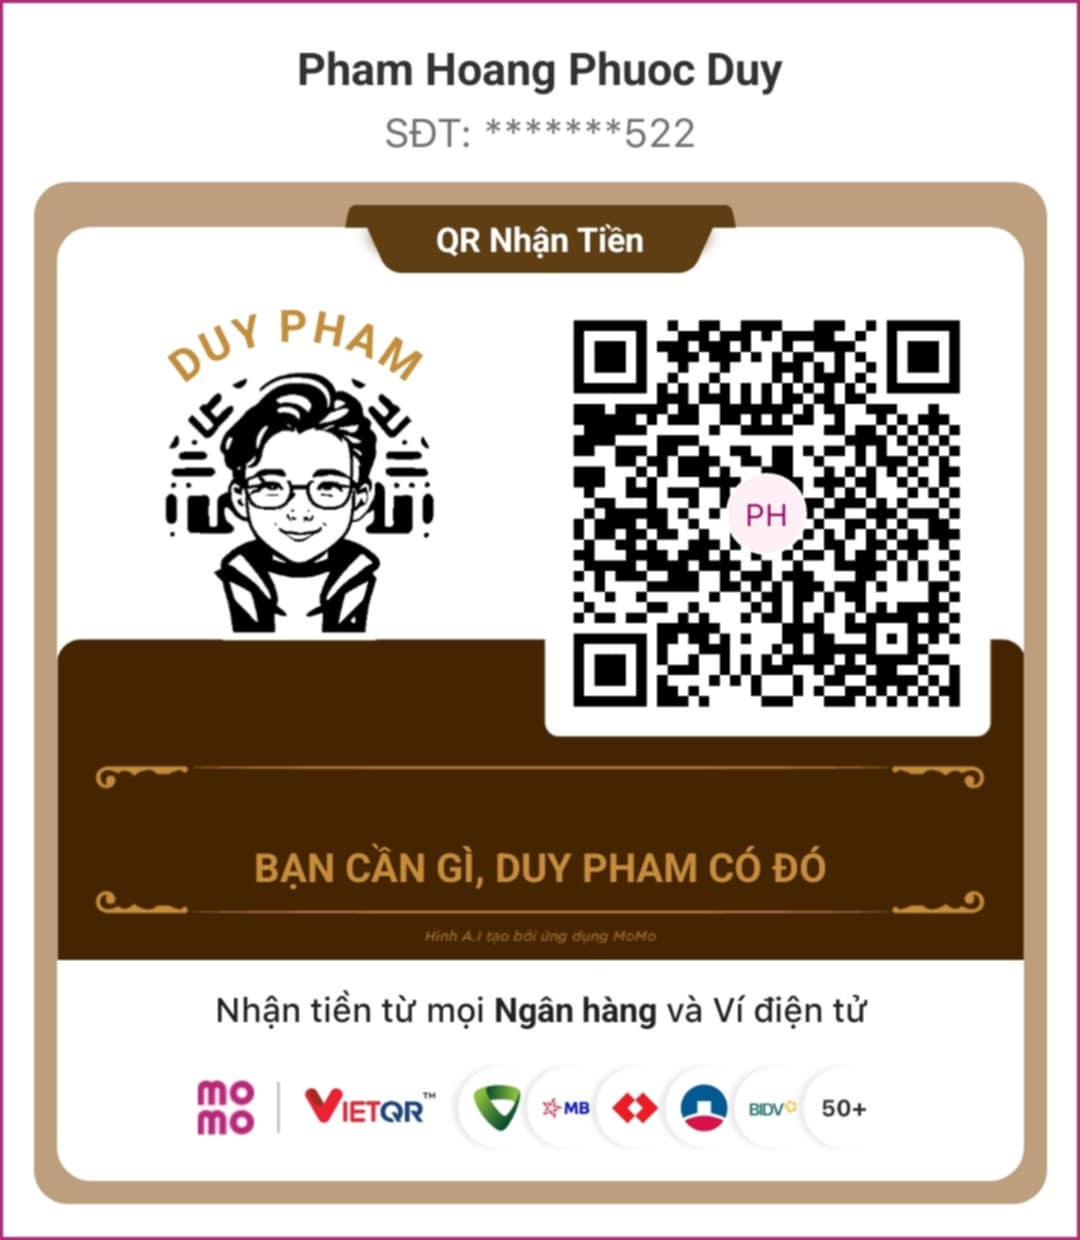 Pham Hoang Phuoc Duy
SĐT: *******522
QR Nhận Tiền
DUY PHAM
PH
BẠN CẦN GÌ, DUY PHAM CÓ ĐÓ
Hình A.I tạo bởi ứng dụng MoMo
Nhận tiền từ mọi Ngân hàng và Ví điện tử
mo
mo
VIETQR™
MB
BIDV
50+